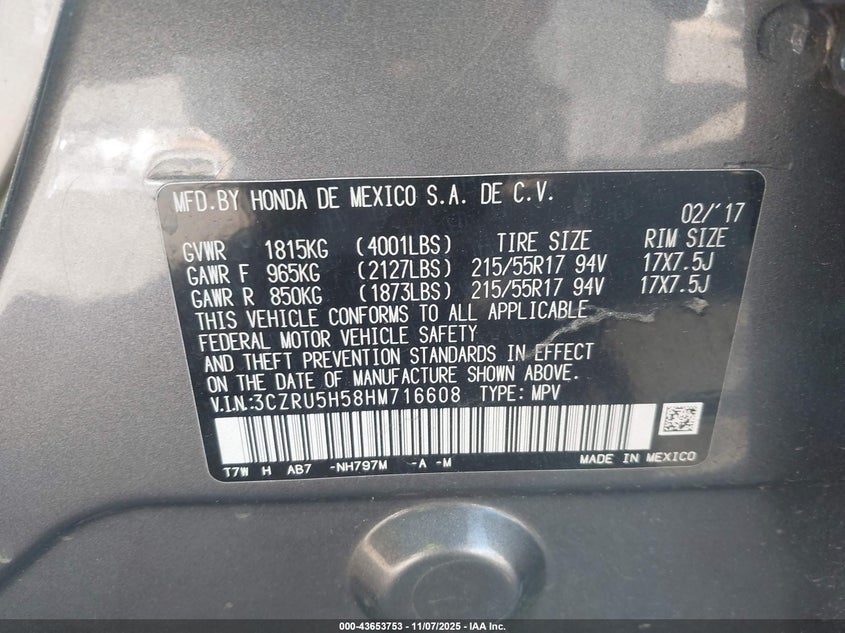 MFD.BY HONDA DE MEXICO S.A. DE C.V.
02/'17
GVWR 1815KG (4001LBS) TIRE SIZE RIM SIZE
GAWR F 965KG (2127LBS) 215/55R17 94V 17X7.5J
GAWR R 850KG (1873LBS) 215/55R17 94V 17X7.5J
THIS VEHICLE CONFORMS TO ALL APPLICABLE
FEDERAL MOTOR VEHICLE SAFETY
AND THEFT PREVENTION STANDARDS IN EFFECT
ON THE DATE OF MANUFACTURE SHOWN ABOVE.
V.I.N.:3CZRU5H58HM716608 TYPE: MPV
T7W H AB7 -NH797M -A -M MADE IN MEXICO
000-43653753 - 11/07/2025 - IAA Inc.